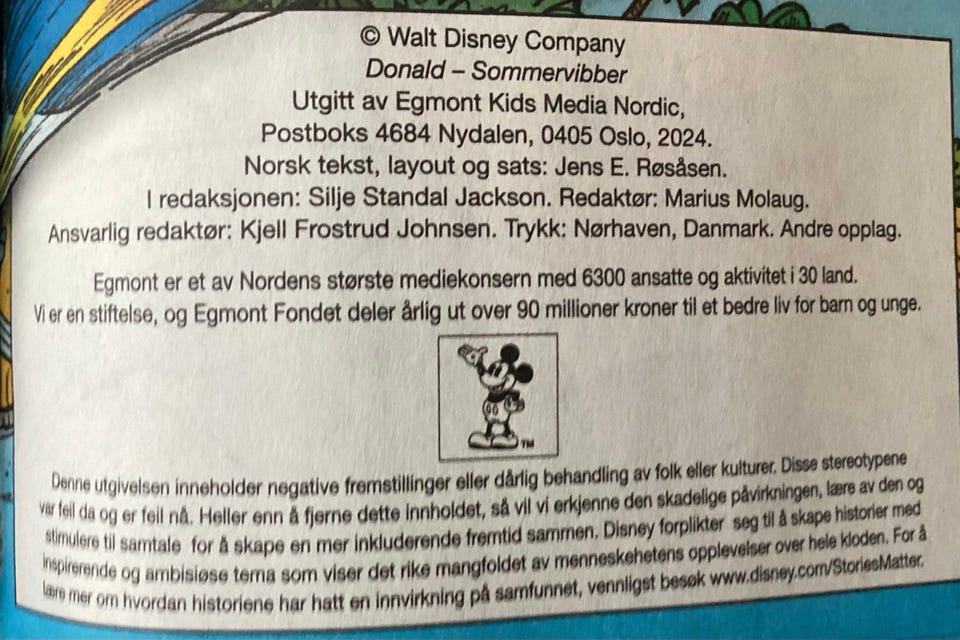 © Walt Disney Company
Donald – Sommervibber
Utgitt av Egmont Kids Media Nordic,
Postboks 4684 Nydalen, 0405 Oslo, 2024.
Norsk tekst, layout og sats: Jens E. Røsåsen.
I redaksjonen: Silje Standal Jackson. Redaktør: Marius Molaug.
Ansvarlig redaktør: Kjell Frostrud Johnsen. Trykk: Nørhaven, Danmark. Andre opplag.
Egmont er et av Nordens største mediekonsern med 6300 ansatte og aktivitet i 30 land.
Vi er en stiftelse, og Egmont Fondet deler årlig ut over 90 millioner kroner til et bedre liv for barn og unge.
TM
Denne utgivelsen inneholder negative fremstillinger eller dårlig behandling av folk eller kulturer. Disse stereotypene
var feil da og er feil nå. Heller enn å fjerne dette innholdet, så vil vi erkjenne den skadelige påvirkningen, lære av den og
stimulere til samtale for å skape en mer inkluderende fremtid sammen. Disney forplikter seg til å skape historier med
inspirerende og ambisiøse tema som viser det rike mangfoldet av menneskehetens opplevelser over hele kloden. For å
lære mer om hvordan historiene har hatt en innvirkning på samfunnet, vennligst besøk www.disney.com/StoriesMatter.